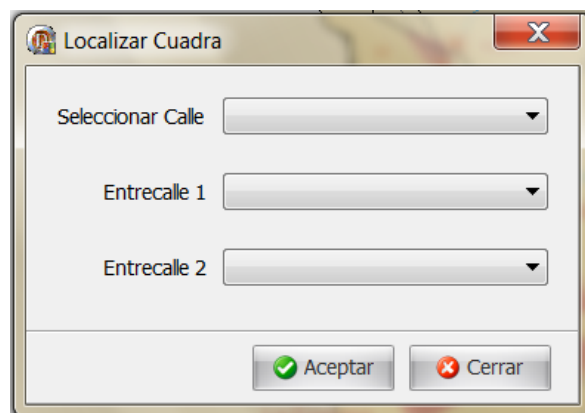 Localizar Cuadra
Seleccionar Calle
Entrecalle 1
Entrecalle 2
Aceptar Cerrar